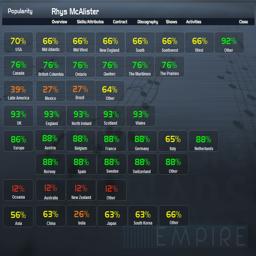 Popularity Rhys McAlister
Overview Skills/Attributes Contract Discography Shows Activities Close
70% 66% 66% 66% 66% 66% 66% 92%
USA Mid Atlantic Mid West New England South Southwest West Other
76% 76% 76% 76% 76% 76%
Canada British Columbia Ontario Quebec The Maritimes The Prairies
39% 27% 27% 64%
Latin America Mexico Brazil Other
93% 93% 93% 93% 93%
UK England North Ireland Scotland Wales
86% 88% 88% 88% 88% 65% 88%
Europe Austria Belgium France Germany Italy Netherlands
88% 88% 88% 88% 88%
Norway Spain Sweden Switzerland Other
12% 12% 12% 12%
Oceania Australia New Zealand Other
56% 63% 26% 63% 63% 66%
Asia China India Japan South Korea Other
EMPIRE